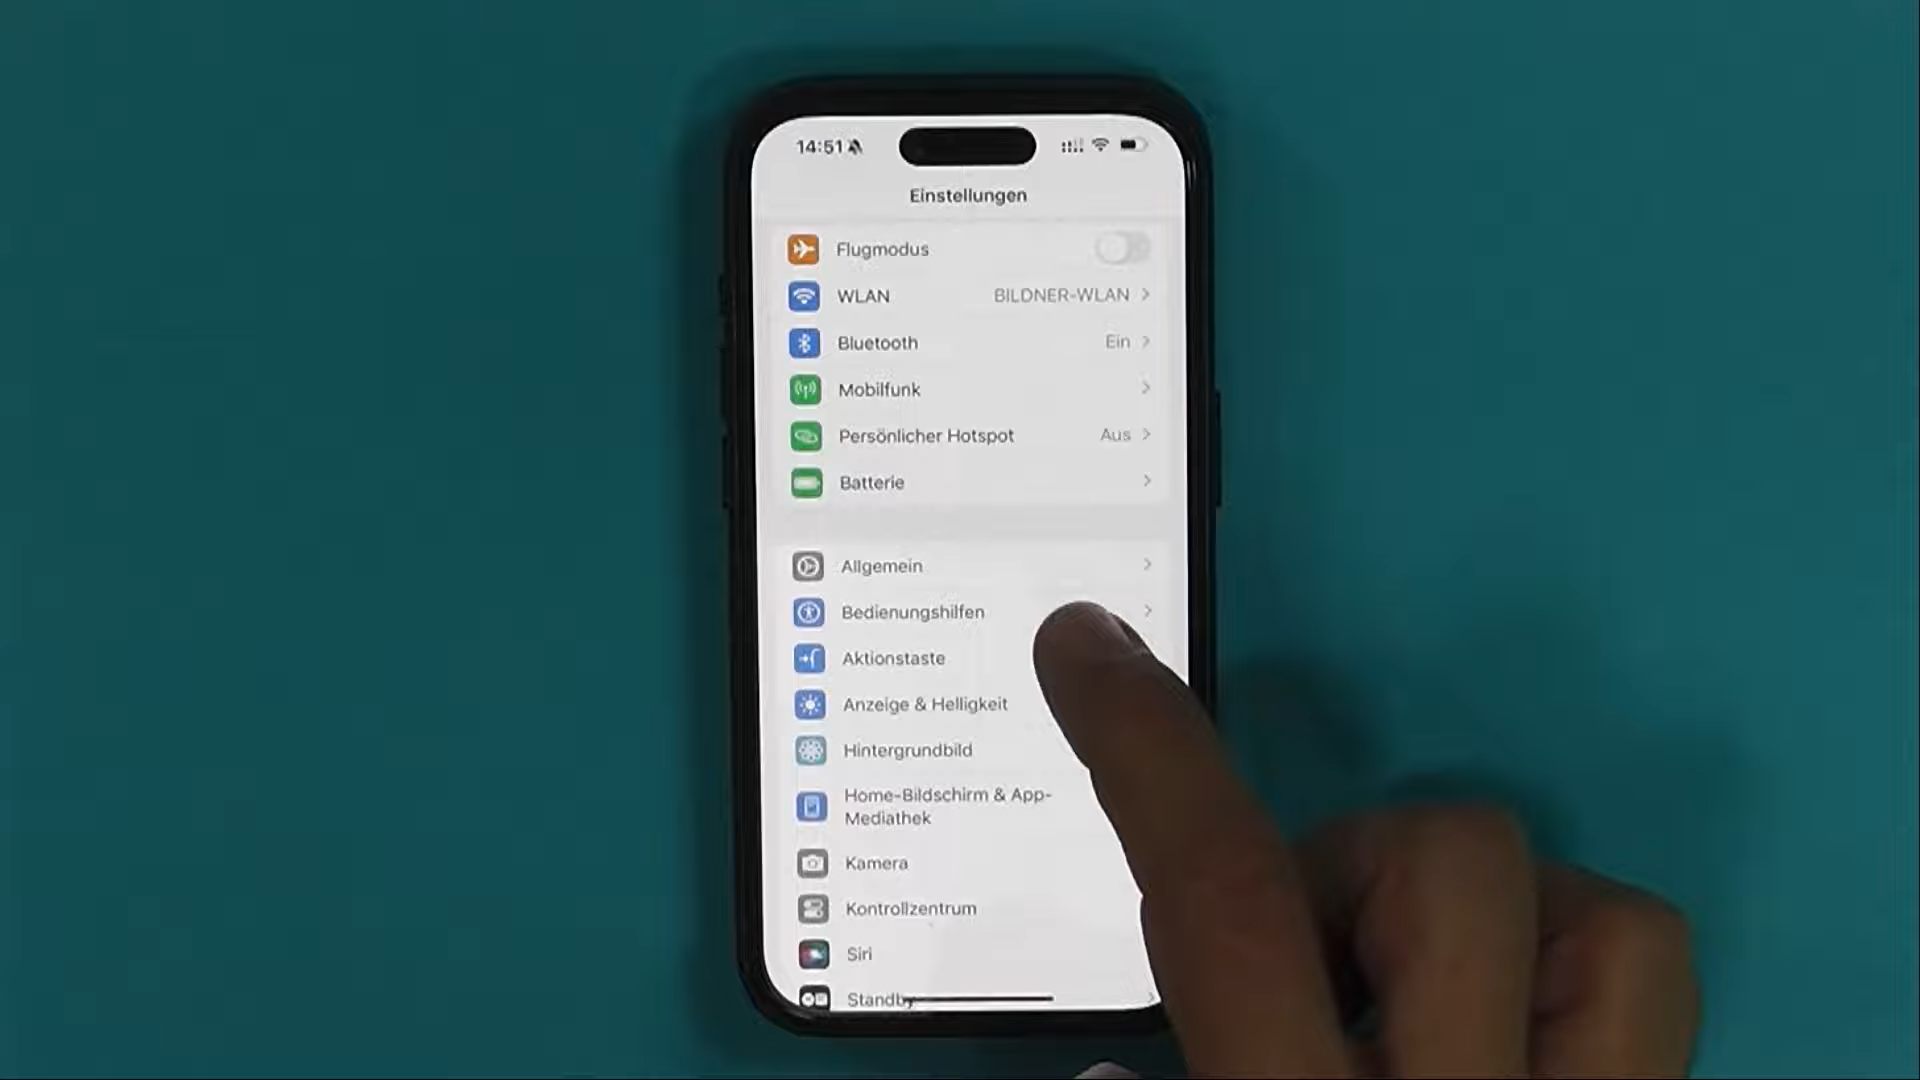 14:51
Einstellungen
Flugmodus
WLAN BILDNER-WLAN
Bluetooth Ein
Mobilfunk
Persönlicher Hotspot Aus
Batterie
Allgemein
Bedienungshilfen
Aktionstaste
Anzeige & Helligkeit
Hintergrundbild
Home-Bildschirm & App-
Mediathek
Kamera
Kontrollzentrum
Siri
Standby